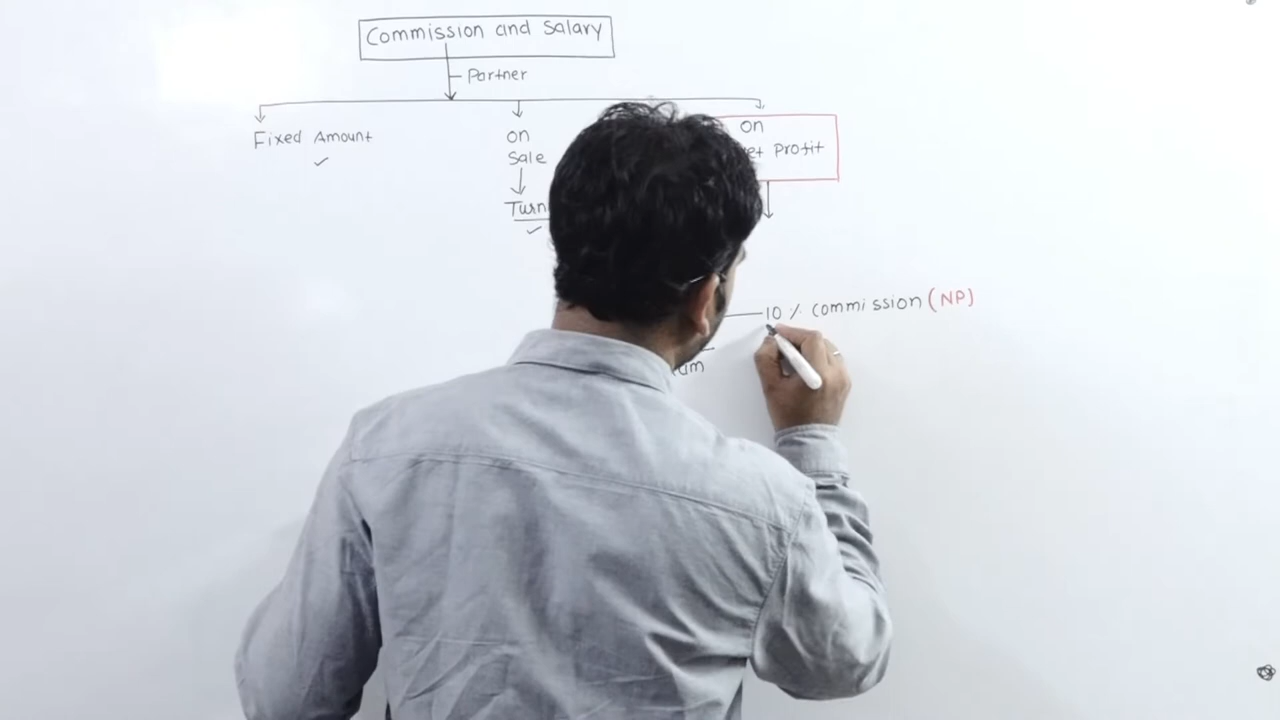 Commission and Salary
Partner
Fixed Amount
on
Sale
on
Profit
10 % commission (NP)